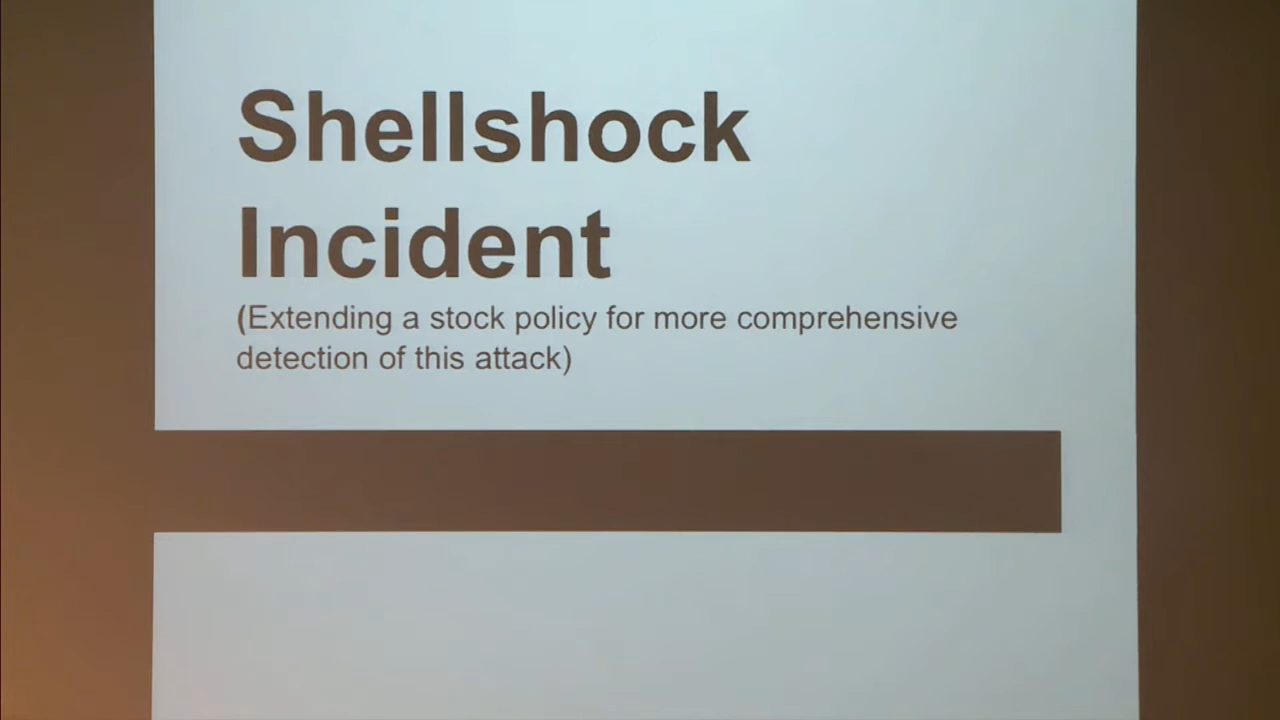 Shellshock
Incident
(Extending a stock policy for more comprehensive
detection of this attack)